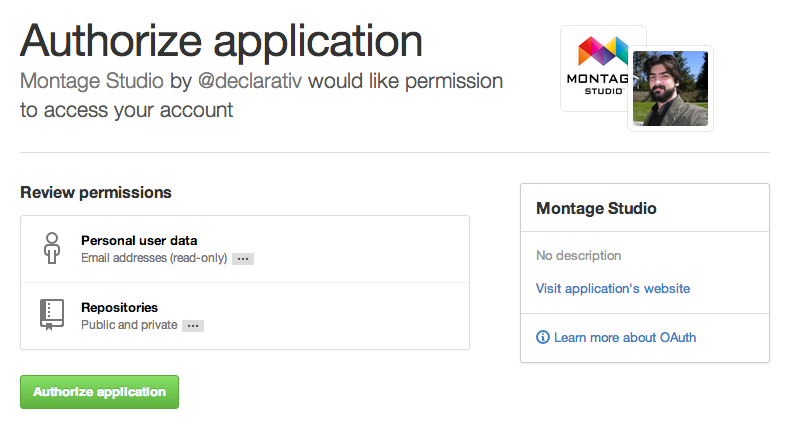 Authorize application
Montage Studio by @declarativ would like permission
to access your account
MONTAG
STUDIO
Review permissions
Personal user data
Email addresses (read-only) ···
Repositories
Public and private ···
Authorize application
Montage Studio
No description
Visit application's website
Learn more about OAuth